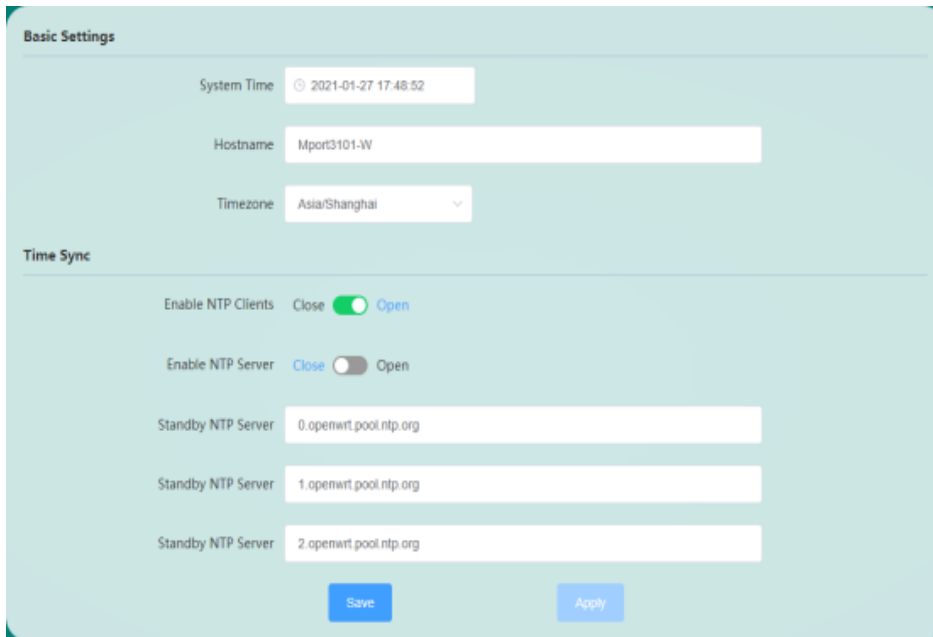 Basic Settings
System Time 2021-01-27 17:48:52
Hostname Mport3101-W
Timezone Asia/Shanghai
Time Sync
Enable NTP Clients Close Open
Enable NTP Server Close Open
Standby NTP Server 0.openwrt.pool.ntp.org
Standby NTP Server 1.openwrt.pool.ntp.org
Standby NTP Server 2.openwrt.pool.ntp.org
Save Apply